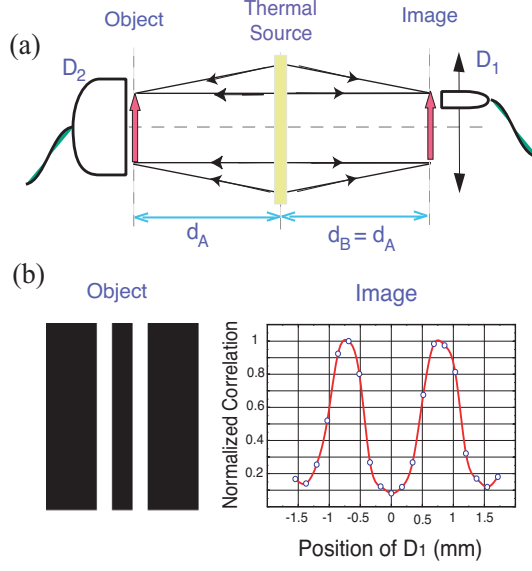 (a)
Object
Thermal
Source
Image
D2
D1
dA
dB = dA
(b)
Object
Image
Normalized Correlation
1
0.8
0.6
0.4
0.2
-1.5 -1 -0.5 0 0.5 1 1.5
Position of D1 (mm)